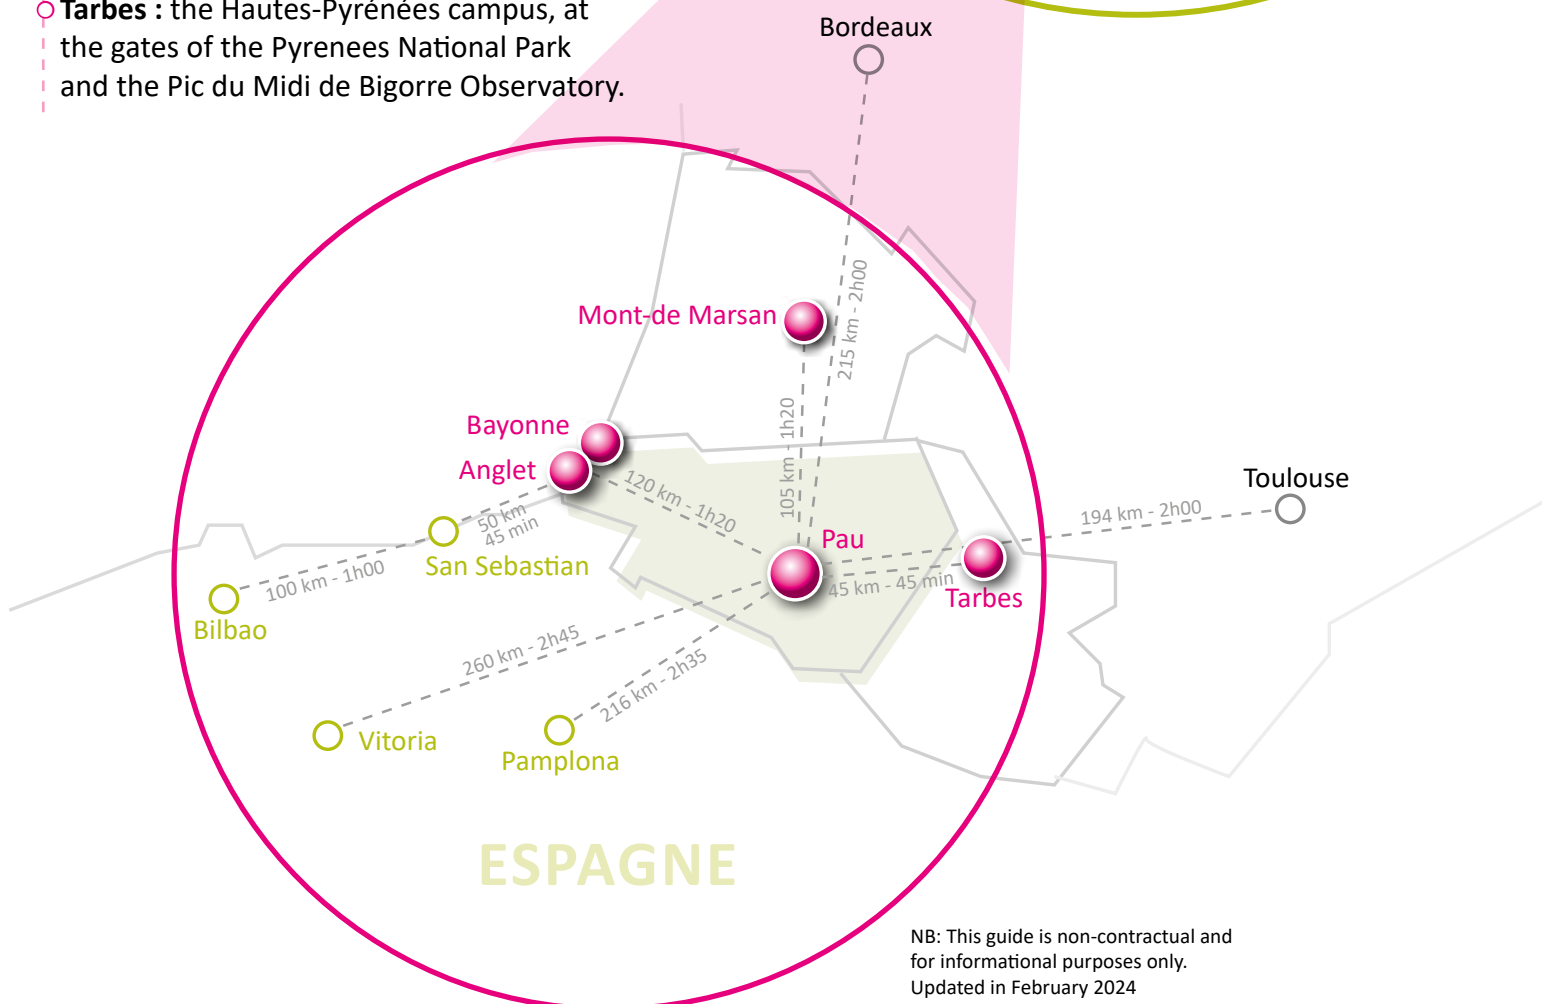 Tarbes : the Hautes-Pyrénées campus, at
the gates of the Pyrenees National Park
and the Pic du Midi de Bigorre Observatory.
Bordeaux
215 km - 2h00
Mont-de Marsan
105 km - 1h20
Bayonne
Anglet
120 km - 1h20
50 km
45 min
San Sebastian
100 km - 1h00
Bilbao
Toulouse
194 km - 2h00
Pau
45 km - 45 min
Tarbes
260 km - 2h45
216 km - 2h35
Vitoria
Pamplona
ESPAGNE
NB: This guide is non-contractual and
for informational purposes only.
Updated in February 2024